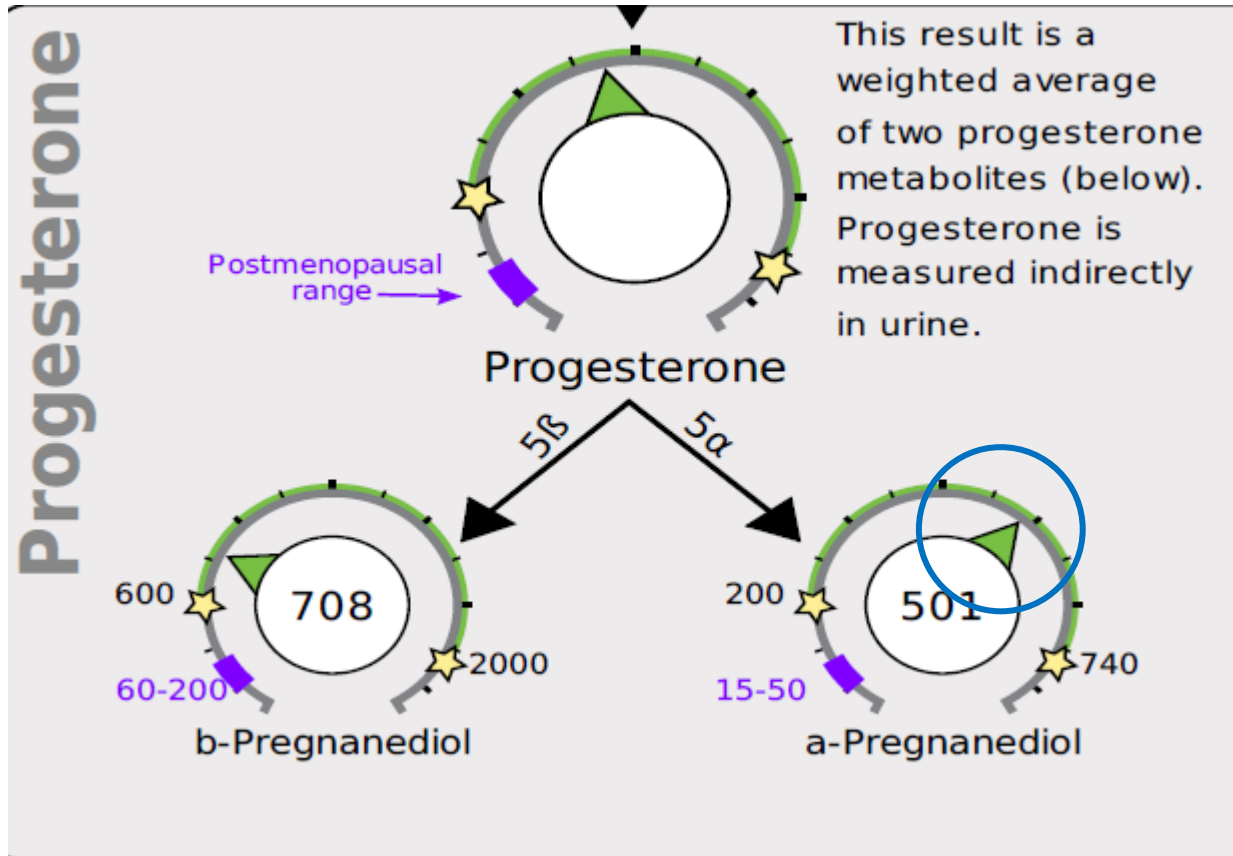 Progesterone
This result is a
weighted average
of two progesterone
metabolites (below).
Progesterone is
measured indirectly
in urine.
Postmenopausal
range
Progesterone
5ß
5α
600
708
2000
60-200
b-Pregnanediol
200
501
740
15-50
a-Pregnanediol